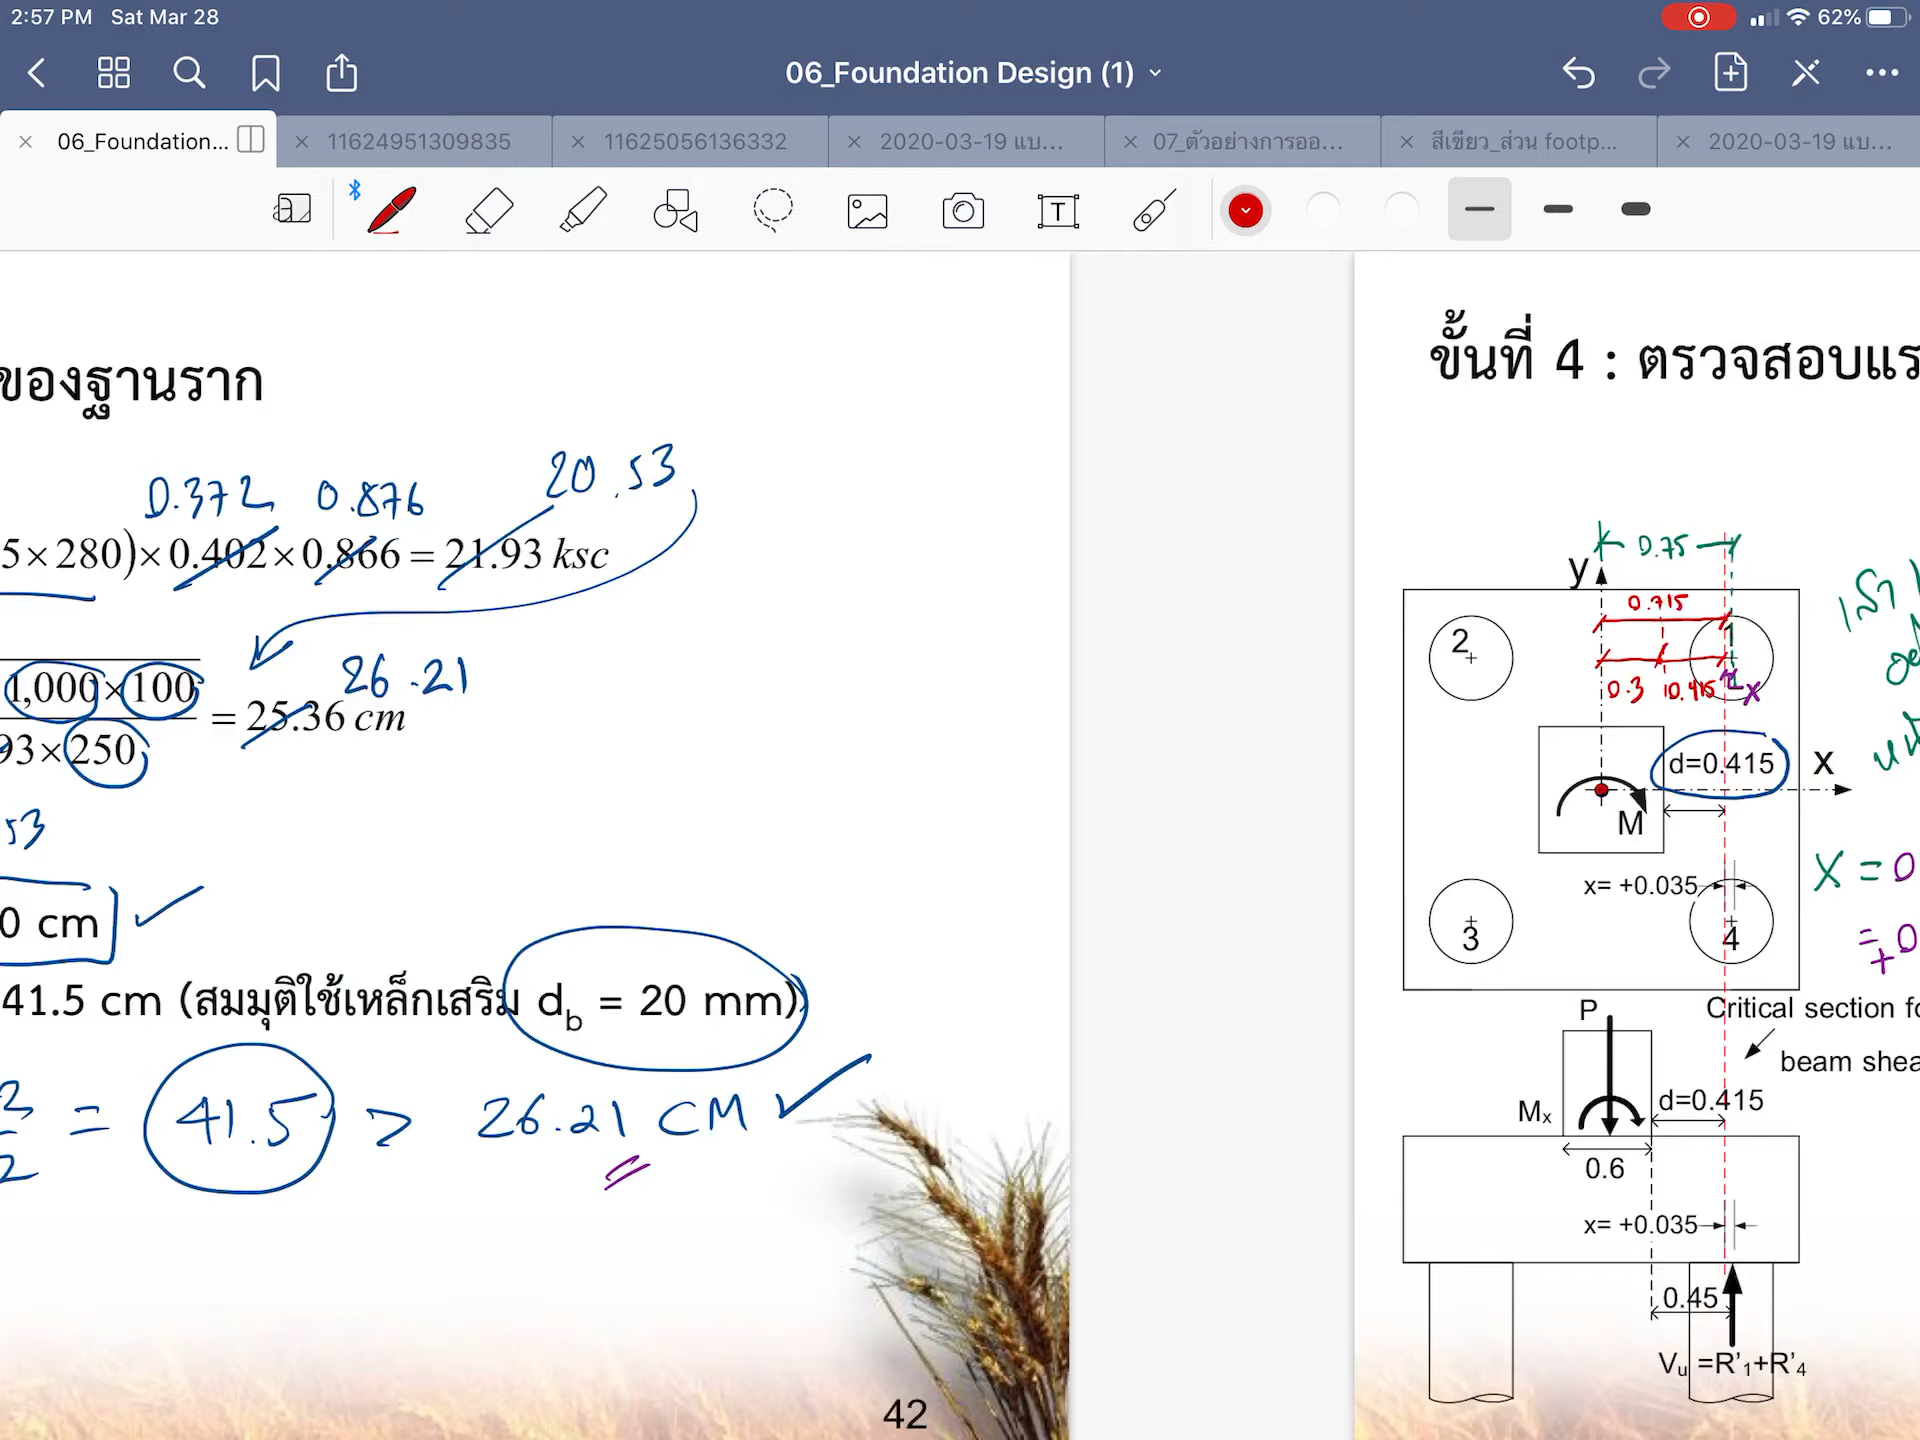 2:57 PM Sat Mar 28
62%
06_Foundation Design (1)
06_Foundation...
11624951309835
11625056136332
2020-03-19 แบ...
07_ตัวอย่างการออ...
สีเขียว_ส่วน footp...
2020-03-19 แบ...
ของฐานราก
0.372 0.876 20.53
5×280)×0.402×0.866 = 21.93 ksc
1,000×100
93×250
= 25.36 cm
26.21
53
0 cm
41.5 cm (สมมุติใช้เหล็กเสริม db = 20 mm)
2
2
= 41.5 > 26.21 CM
42
ขั้นที่ 4 : ตรวจสอบแร
0.75
y
0.715
2
1
0.3
0.415
x
d=0.415
x
M
x= +0.035
3
4
X = 0
= +0
P
Critical section fo
beam shea
Mx
d=0.415
0.6
x= +0.035
0.45
Vu =R'1+R'4